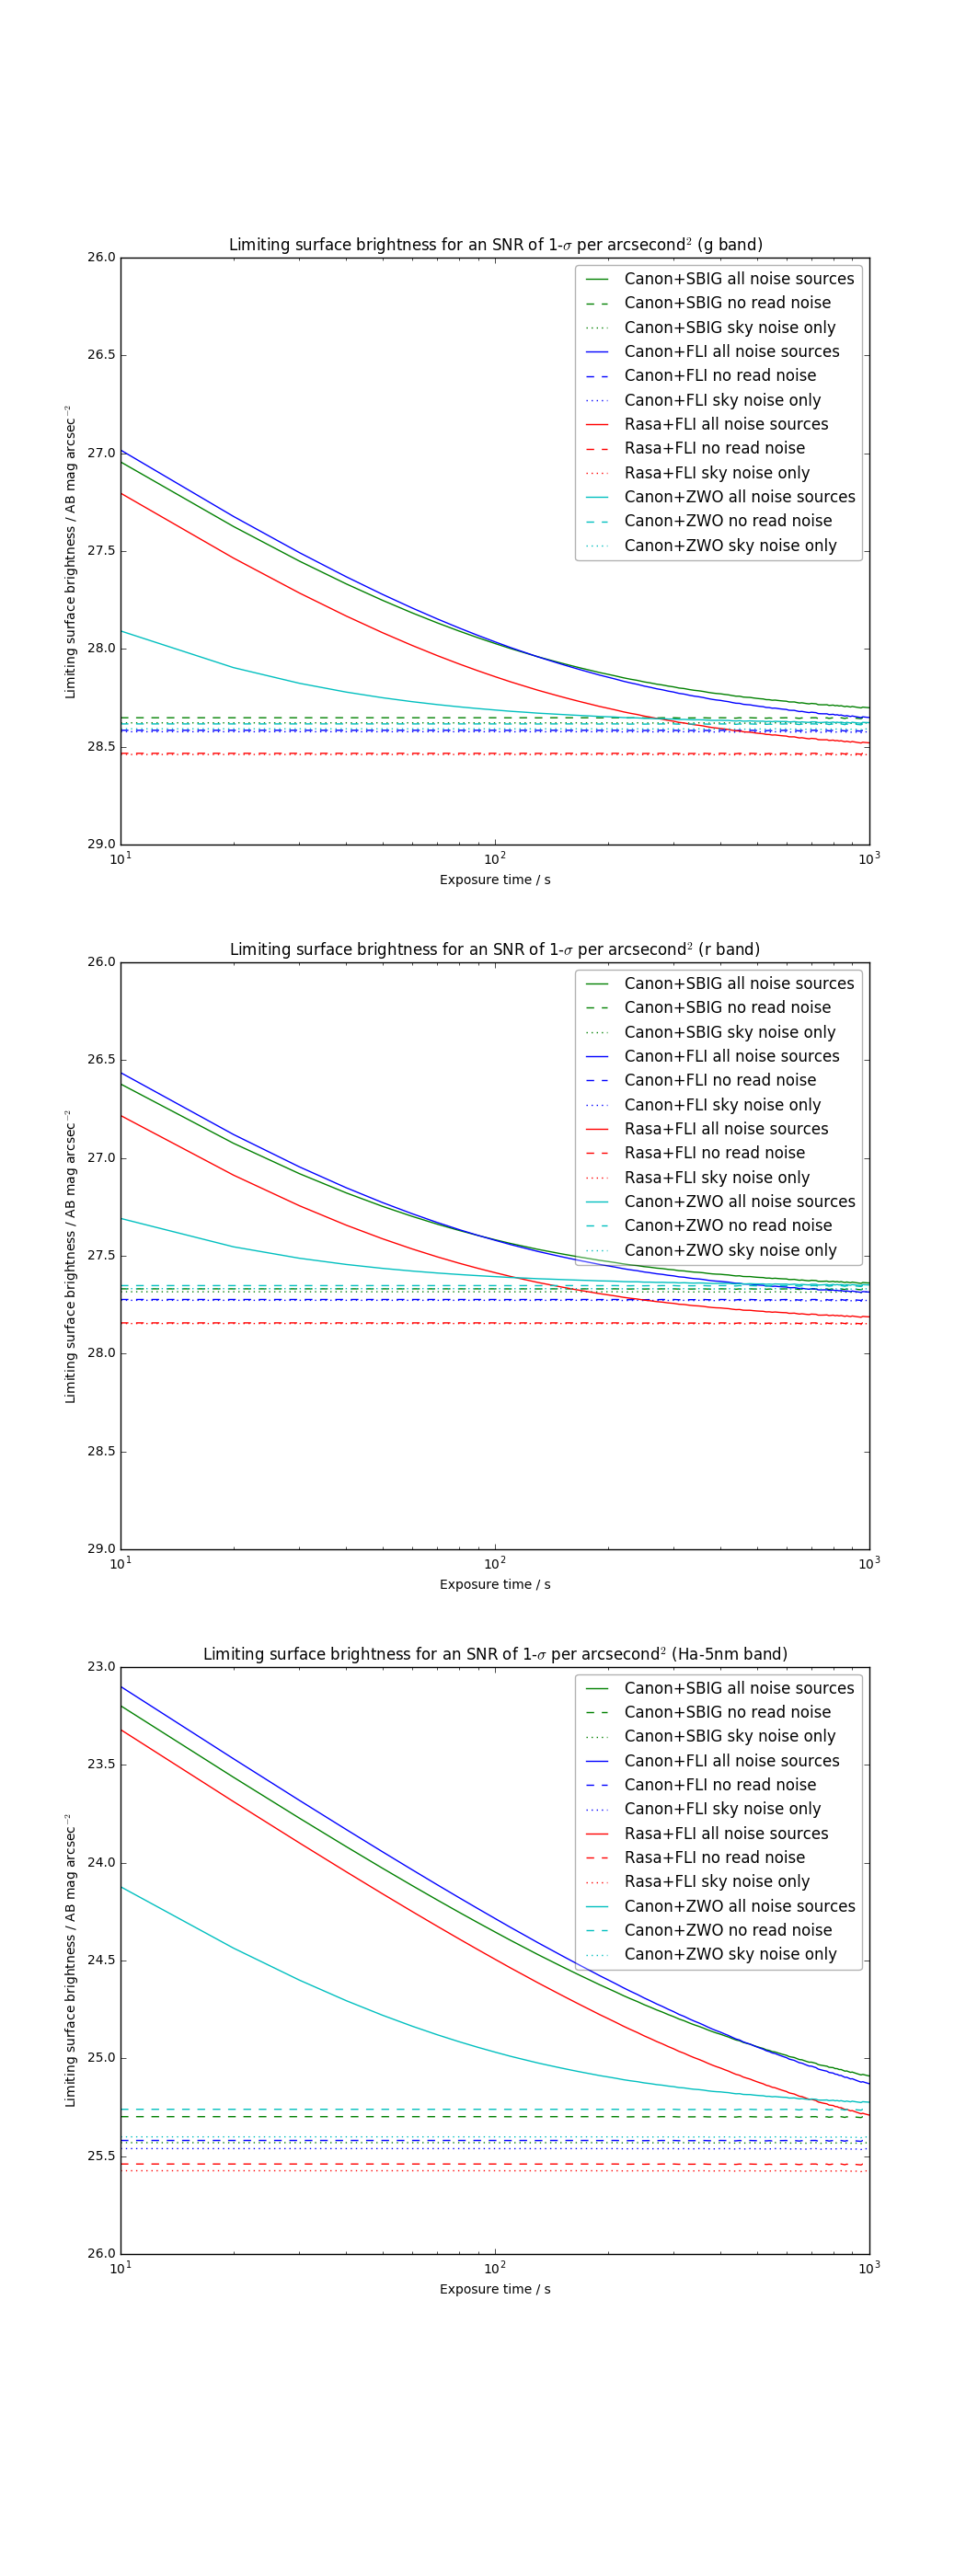 Limiting surface brightness for an SNR of 1-σ per arcsecond² (g band)
26.0
26.5
27.0
27.5
28.0
28.5
29.0
Limiting surface brightness / AB mag arcsec⁻²
Canon+SBIG all noise sources
Canon+SBIG no read noise
Canon+SBIG sky noise only
Canon+FLI all noise sources
Canon+FLI no read noise
Canon+FLI sky noise only
Rasa+FLI all noise sources
Rasa+FLI no read noise
Rasa+FLI sky noise only
Canon+ZWO all noise sources
Canon+ZWO no read noise
Canon+ZWO sky noise only
10¹ 10² 10³
Exposure time / s
Limiting surface brightness for an SNR of 1-σ per arcsecond² (r band)
26.0
26.5
27.0
27.5
28.0
28.5
29.0
Limiting surface brightness / AB mag arcsec⁻²
Canon+SBIG all noise sources
Canon+SBIG no read noise
Canon+SBIG sky noise only
Canon+FLI all noise sources
Canon+FLI no read noise
Canon+FLI sky noise only
Rasa+FLI all noise sources
Rasa+FLI no read noise
Rasa+FLI sky noise only
Canon+ZWO all noise sources
Canon+ZWO no read noise
Canon+ZWO sky noise only
10¹ 10² 10³
Exposure time / s
Limiting surface brightness for an SNR of 1-σ per arcsecond² (Ha-5nm band)
23.0
23.5
24.0
24.5
25.0
25.5
26.0
Limiting surface brightness / AB mag arcsec⁻²
Canon+SBIG all noise sources
Canon+SBIG no read noise
Canon+SBIG sky noise only
Canon+FLI all noise sources
Canon+FLI no read noise
Canon+FLI sky noise only
Rasa+FLI all noise sources
Rasa+FLI no read noise
Rasa+FLI sky noise only
Canon+ZWO all noise sources
Canon+ZWO no read noise
Canon+ZWO sky noise only
10¹ 10² 10³
Exposure time / s